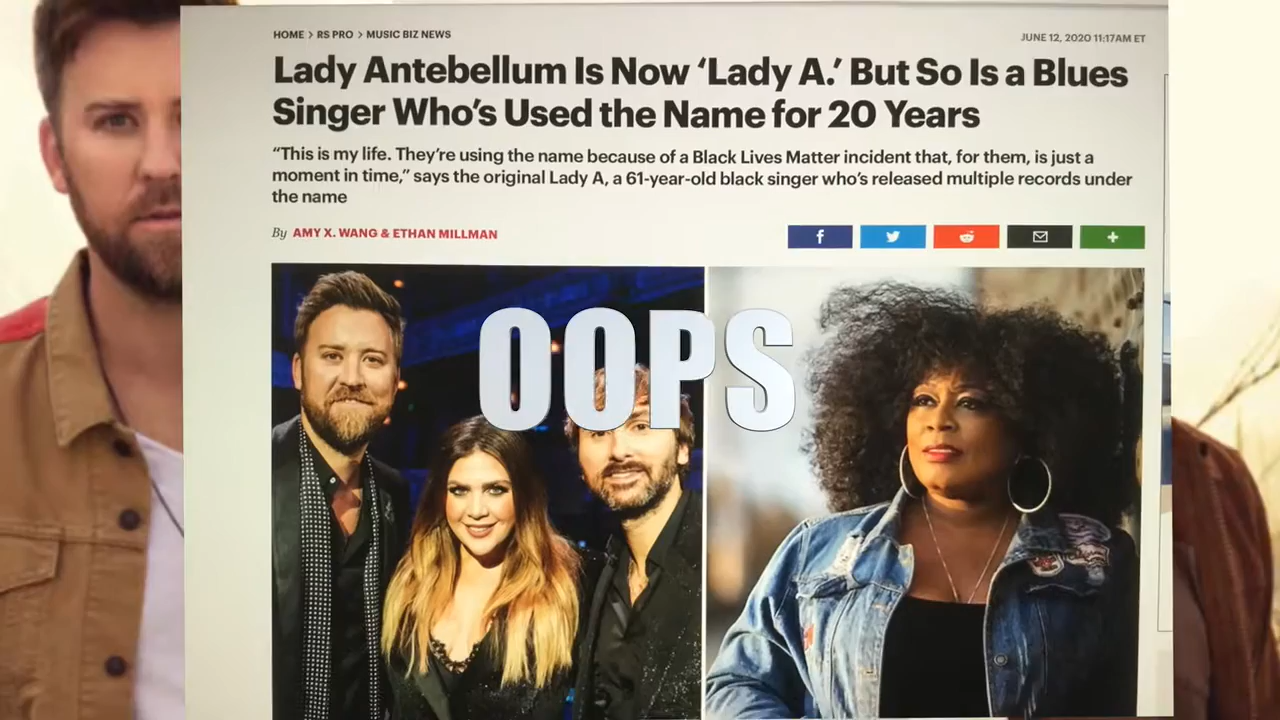 HOME > RS PRO > MUSIC BIZ NEWS
JUNE 12, 2020 11:17AM ET
Lady Antebellum Is Now ‘Lady A.’ But So Is a Blues
Singer Who’s Used the Name for 20 Years
“This is my life. They’re using the name because of a Black Lives Matter incident that, for them, is just a
moment in time,” says the original Lady A, a 61-year-old black singer who’s released multiple records under
the name
By AMY X. WANG & ETHAN MILLMAN
OOPS